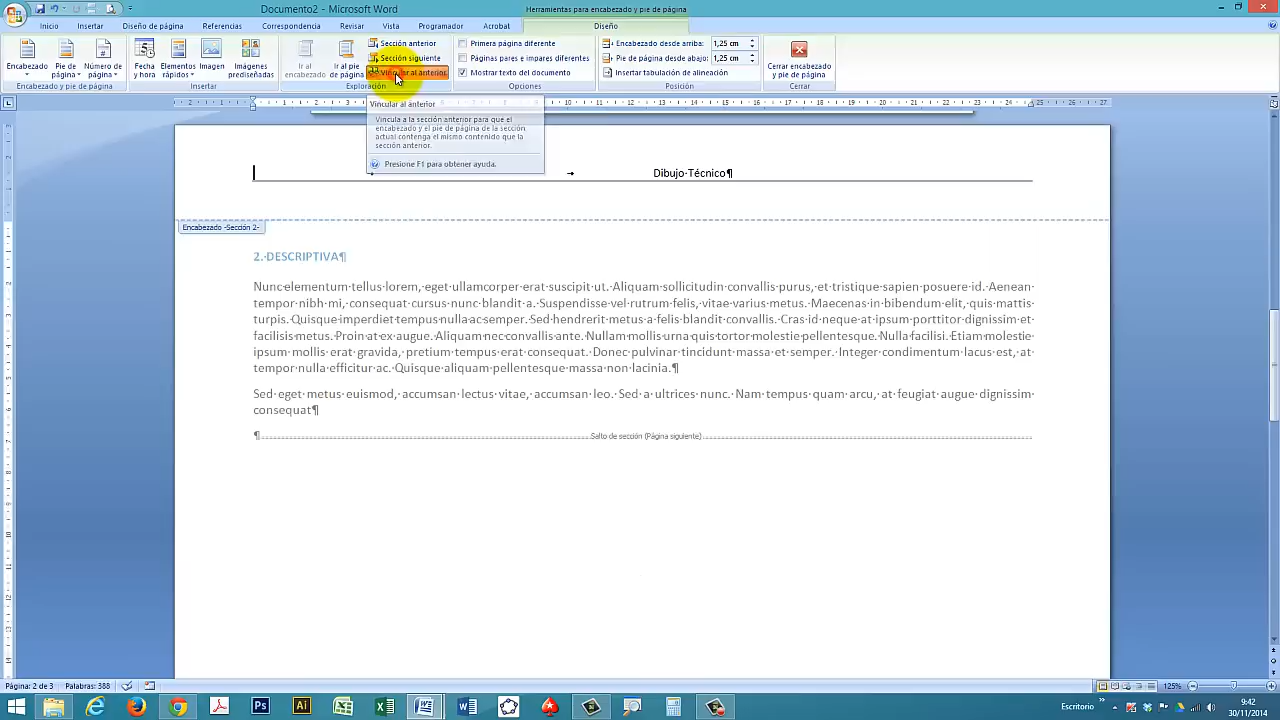 Documento2 - Microsoft Word
Herramientas para encabezado y pie de página
Inicio Insertar Diseño de página Referencias Correspondencia Revisar Vista Programador Acrobat Diseño
Encabezado
Pie de página
Número de página
Encabezado y pie de página
Fecha y hora
Elementos rápidos
Imagen
Imágenes prediseñadas
Insertar
Ir al encabezado
Ir al pie de página
Sección anterior
Sección siguiente
Vincular al anterior
Exploración
Primera página diferente
Páginas pares e impares diferentes
Mostrar texto del documento
Opciones
Encabezado desde arriba: 1,25 cm
Pie de página desde abajo: 1,25 cm
Insertar tabulación de alineación
Posición
Cerrar encabezado y pie de página
Cerrar
Vincular al anterior
Vincula a la sección anterior para que el
encabezado y el pie de página de la sección
actual contenga el mismo contenido que la
sección anterior.
Presione F1 para obtener ayuda.
→ Dibujo·Técnico¶
Encabezado -Sección 2-
2.·DESCRIPTIVA¶
Nunc·elementum·tellus·lorem,·eget·ullamcorper·erat·suscipit·ut.·Aliquam·sollicitudin·convallis·purus,·et·tristique·sapien·posuere·id.·Aenean·
tempor·nibh·mi,·consequat·cursus·nunc·blandit·a.·Suspendisse·vel·rutrum·felis,·vitae·varius·metus.·Maecenas·in·bibendum·elit,·quis·mattis·
turpis.·Quisque·imperdiet·tempus·nulla·ac·semper.·Sed·hendrerit·metus·a·felis·blandit·convallis.·Cras·id·neque·at·ipsum·porttitor·dignissim·et·
facilisis·metus.·Proin·at·ex·augue.·Aliquam·nec·convallis·ante.·Nullam·mollis·urna·quis·tortor·molestie·pellentesque.·Nulla·facilisi.·Etiam·molestie·
ipsum·mollis·erat·gravida,·pretium·tempus·erat·consequat.·Donec·pulvinar·tincidunt·massa·et·semper.·Integer·condimentum·lacus·est,·at·
tempor·nulla·efficitur·ac.·Quisque·aliquam·pellentesque·massa·non·lacinia.¶
Sed·eget·metus·euismod,·accumsan·lectus·vitae,·accumsan·leo.·Sed·a·ultrices·nunc.·Nam·tempus·quam·arcu,·at·feugiat·augue·dignissim·
consequat¶
¶ Salto de sección (Página siguiente)
Página: 2 de 3 Palabras: 388 125%
Ps Ai
Escritorio » 9:42
30/11/2014